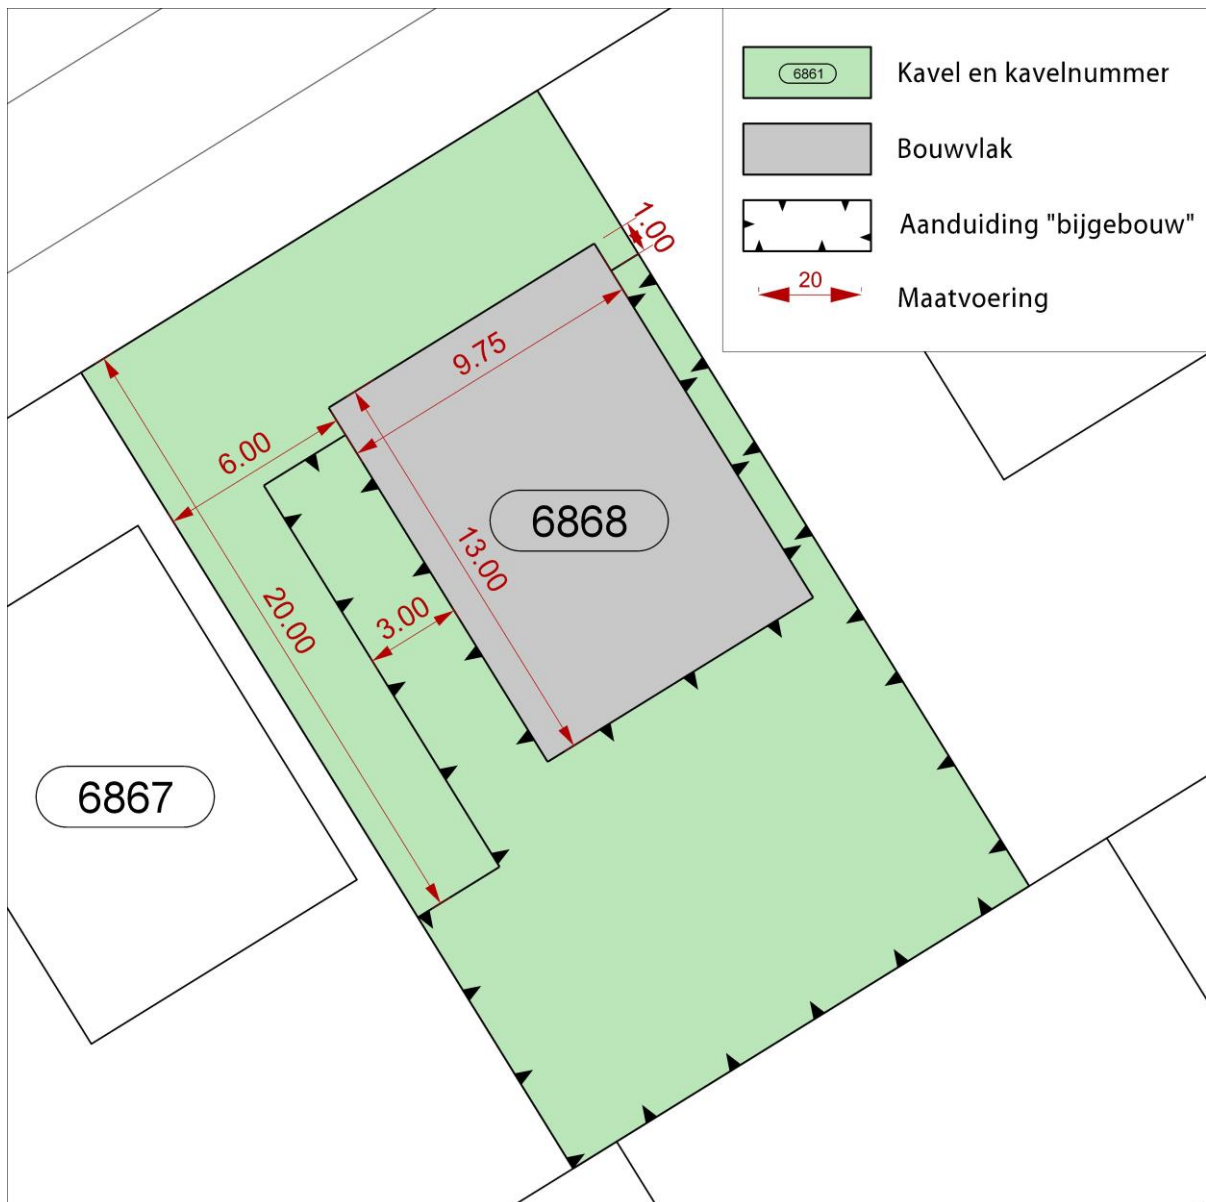 6861
Kavel en kavelnummer
Bouwvlak
Aanduiding "bijgebouw"
20
Maatvoering
1.00
9.75
6.00
6868
13.00
20.00
3.00
6867